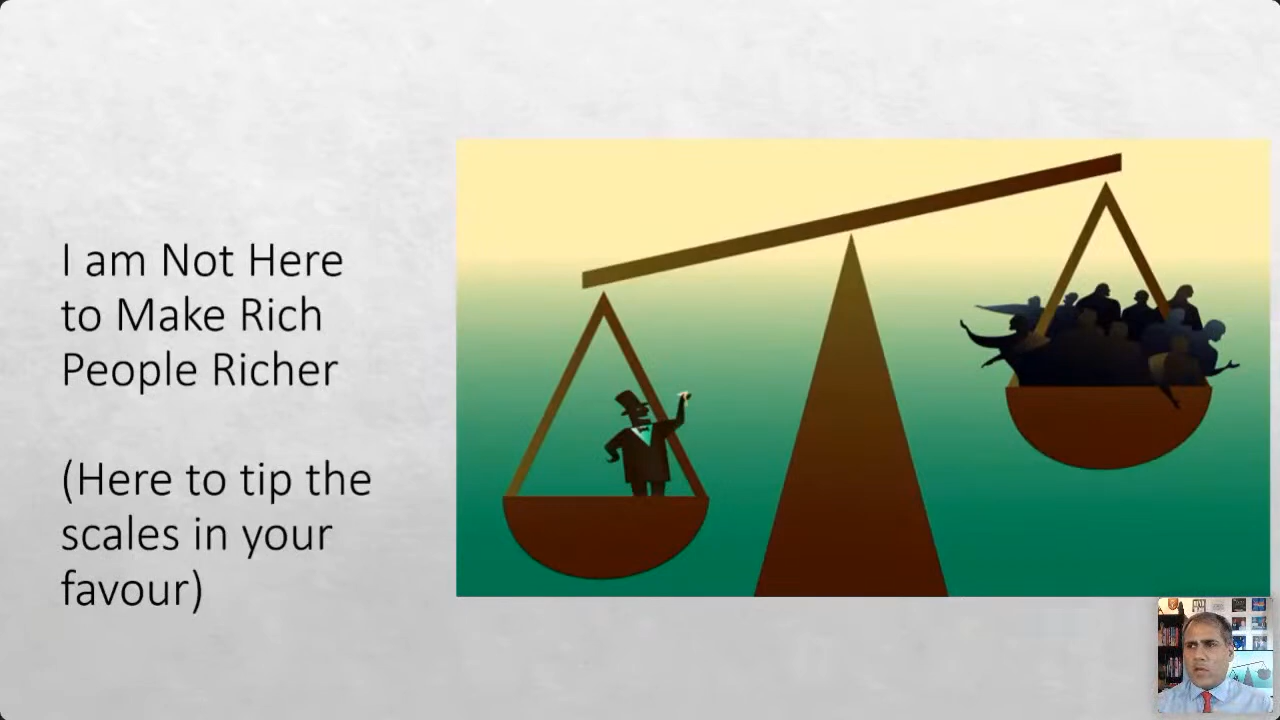 I am Not Here
to Make Rich
People Richer
(Here to tip the
scales in your
favour)